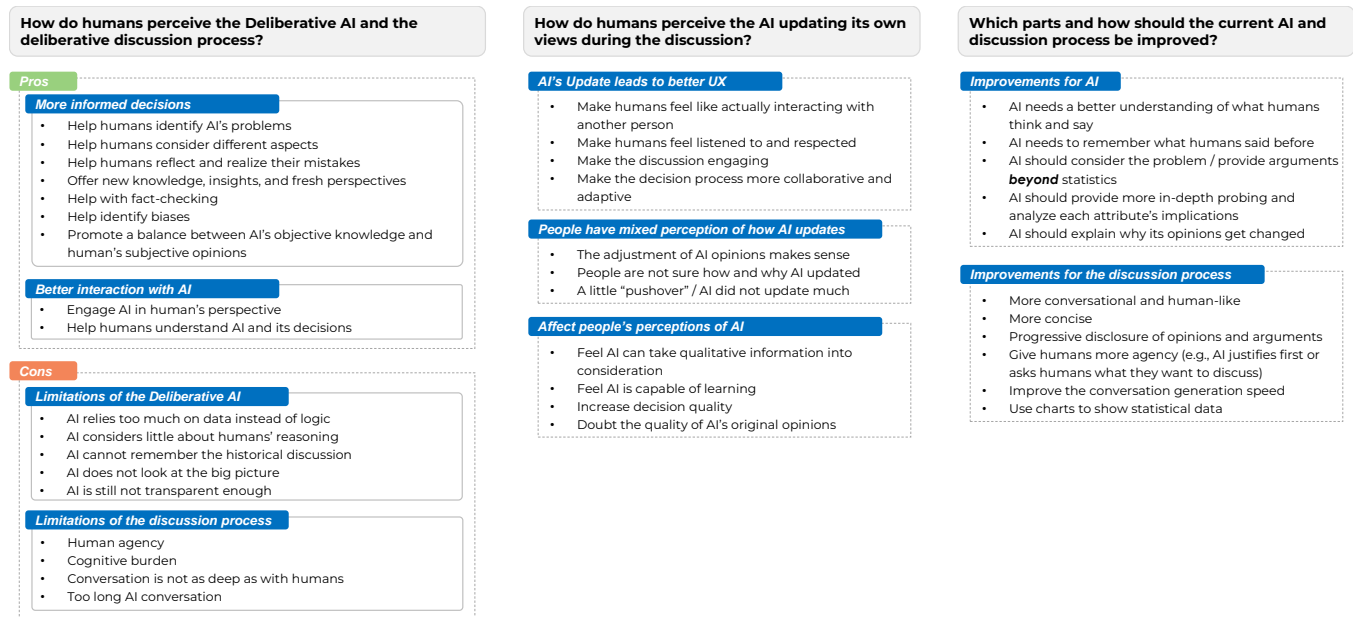 How do humans perceive the Deliberative AI and the
deliberative discussion process?
Pros
More informed decisions
• Help humans identify AI's problems
• Help humans consider different aspects
• Help humans reflect and realize their mistakes
• Offer new knowledge, insights, and fresh perspectives
• Help with fact-checking
• Help identify biases
• Promote a balance between AI's objective knowledge and
human's subjective opinions
Better interaction with AI
• Engage AI in human's perspective
• Help humans understand AI and its decisions
Cons
Limitations of the Deliberative AI
• AI relies too much on data instead of logic
• AI considers little about humans' reasoning
• AI cannot remember the historical discussion
• AI does not look at the big picture
• AI is still not transparent enough
Limitations of the discussion process
• Human agency
• Cognitive burden
• Conversation is not as deep as with humans
• Too long AI conversation
How do humans perceive the AI updating its own
views during the discussion?
AI's Update leads to better UX
• Make humans feel like actually interacting with
another person
• Make humans feel listened to and respected
• Make the discussion engaging
• Make the decision process more collaborative and
adaptive
People have mixed perception of how AI updates
• The adjustment of AI opinions makes sense
• People are not sure how and why AI updated
• A little "pushover" / AI did not update much
Affect people's perceptions of AI
• Feel AI can take qualitative information into
consideration
• Feel AI is capable of learning
• Increase decision quality
• Doubt the quality of AI's original opinions
Which parts and how should the current AI and
discussion process be improved?
Improvements for AI
• AI needs a better understanding of what humans
think and say
• AI needs to remember what humans said before
• AI should consider the problem / provide arguments
beyond statistics
• AI should provide more in-depth probing and
analyze each attribute's implications
• AI should explain why its opinions get changed
Improvements for the discussion process
• More conversational and human-like
• More concise
• Progressive disclosure of opinions and arguments
• Give humans more agency (e.g., AI justifies first or
asks humans what they want to discuss)
• Improve the conversation generation speed
• Use charts to show statistical data